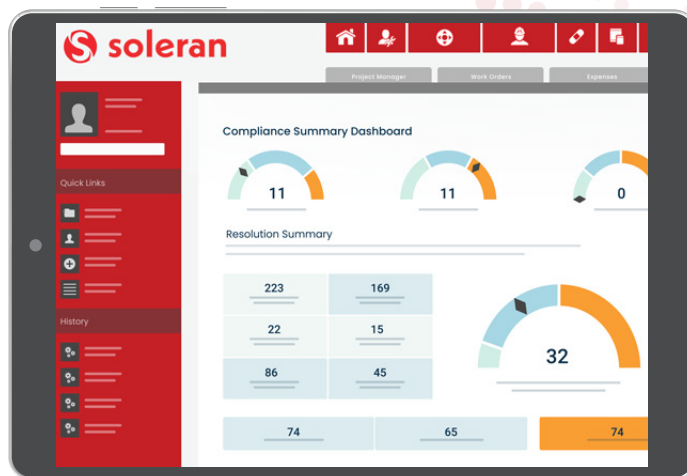 soleran
Project Manager
Work Orders
Expenses
Compliance Summary Dashboard
11
11
0
Quick Links
Resolution Summary
223
169
22
15
86
45
32
History
74
65
74